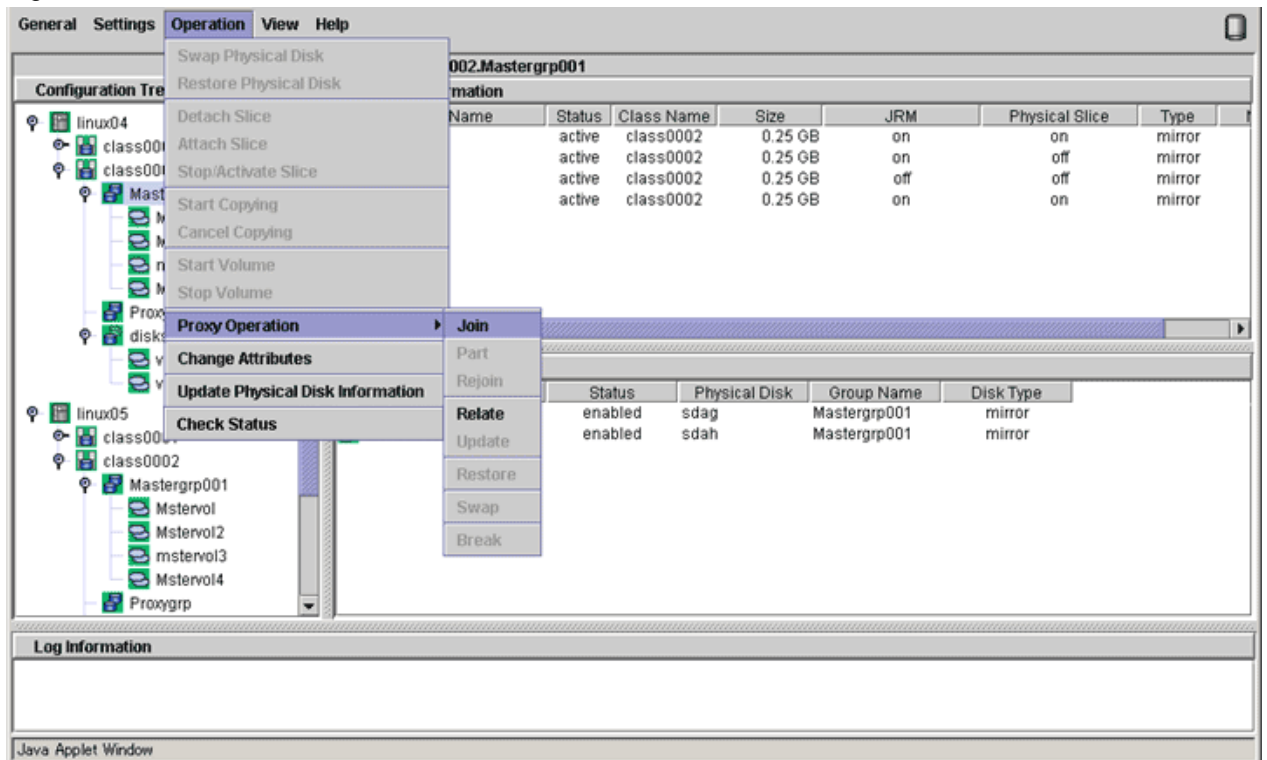 General Settings Operation View Help
Swap Physical Disk
Restore Physical Disk
Detach Slice
Attach Slice
Stop/Activate Slice
Start Copying
Cancel Copying
Start Volume
Stop Volume
Proxy Operation
Change Attributes
Update Physical Disk Information
Check Status
Join
Part
Rejoin
Relate
Update
Restore
Swap
Break
002.Mastergrp001
Configuration Tre
rmation
linux04
class00
class00
Mast
Prox
disks
linux05
class0001
class0002
Mastergrp001
Mstervol
Mstervol2
mstervol3
Mstervol4
Proxygrp
Name Status Class Name Size JRM Physical Slice Type
active class0002 0.25 GB on on mirror
active class0002 0.25 GB on off mirror
active class0002 0.25 GB off off mirror
active class0002 0.25 GB on on mirror
Status Physical Disk Group Name Disk Type
enabled sdag Mastergrp001 mirror
enabled sdah Mastergrp001 mirror
Log Information
Java Applet Window